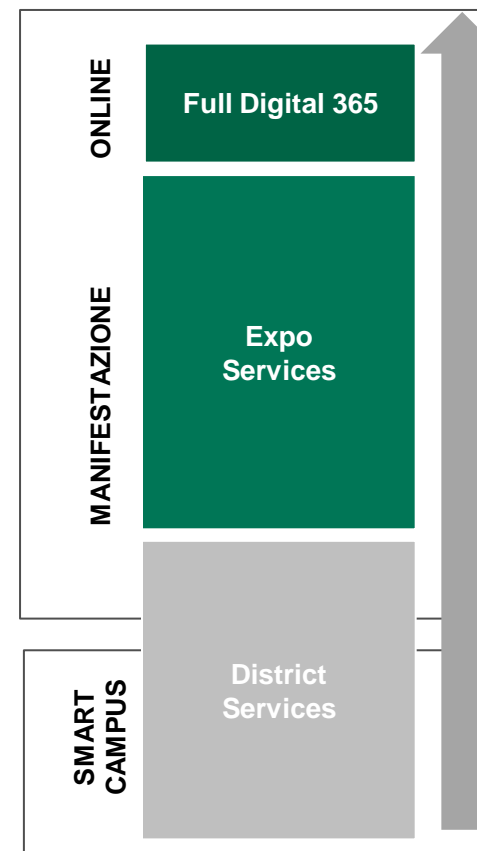 ONLINE
Full Digital 365
MANIFESTAZIONE
Expo
Services
SMART
CAMPUS
District
Services